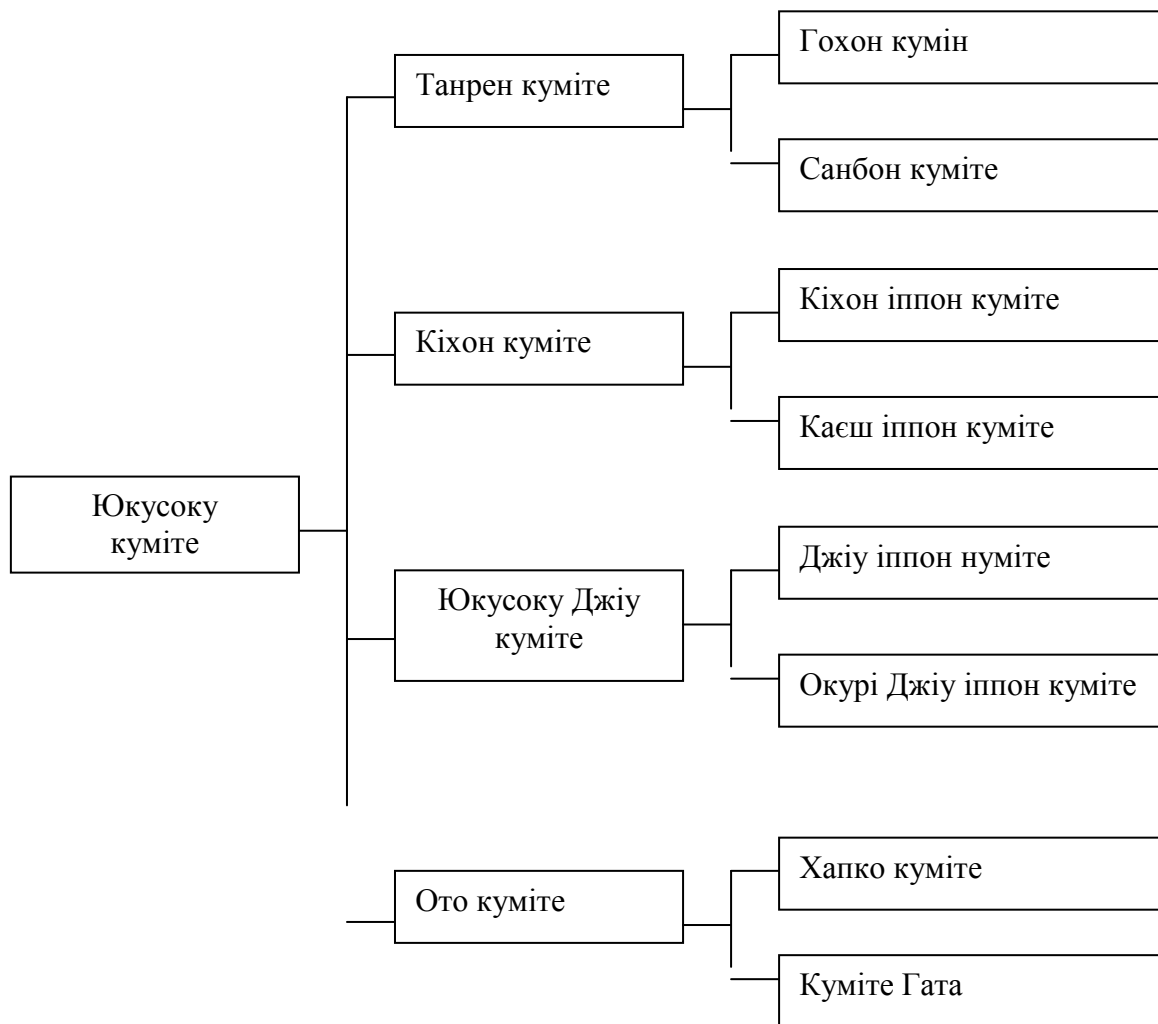 Гохон кумін
Танрен куміте
Санбон куміте
Кіхон іппон куміте
Кіхон куміте
Каєш іппон куміте
Юкусоку
куміте
Джіу іппон нуміте
Юкусоку Джіу
куміте
Окурі Джіу іппон куміте
Хапко куміте
Ото куміте
Куміте Гата